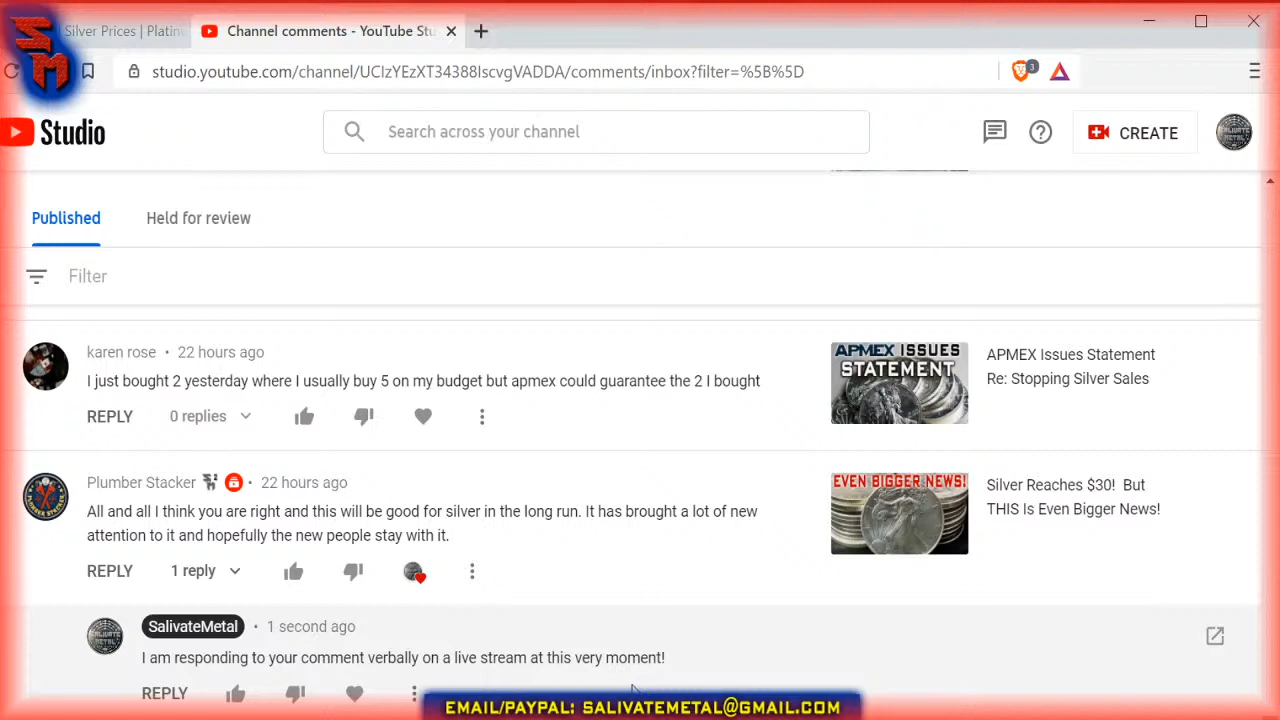 SM
Silver Prices | Platin
Channel comments - YouTube Stu
studio.youtube.com/channel/UCIzYEzXT34388IscvgVADDA/comments/inbox?filter=%5B%5D
3
Studio
Search across your channel
CREATE
Published
Held for review
Filter
karen rose • 22 hours ago
I just bought 2 yesterday where I usually buy 5 on my budget but apmex could guarantee the 2 I bought
REPLY 0 replies
APMEX ISSUES
STATEMENT
APMEX Issues Statement
Re: Stopping Silver Sales
Plumber Stacker • 22 hours ago
All and all I think you are right and this will be good for silver in the long run. It has brought a lot of new
attention to it and hopefully the new people stay with it.
REPLY 1 reply
EVEN BIGGER NEWS!
Silver Reaches $30! But
THIS Is Even Bigger News!
SalivateMetal • 1 second ago
I am responding to your comment verbally on a live stream at this very moment!
REPLY
EMAIL/PAYPAL: SALIVATEMETAL@GMAIL.COM